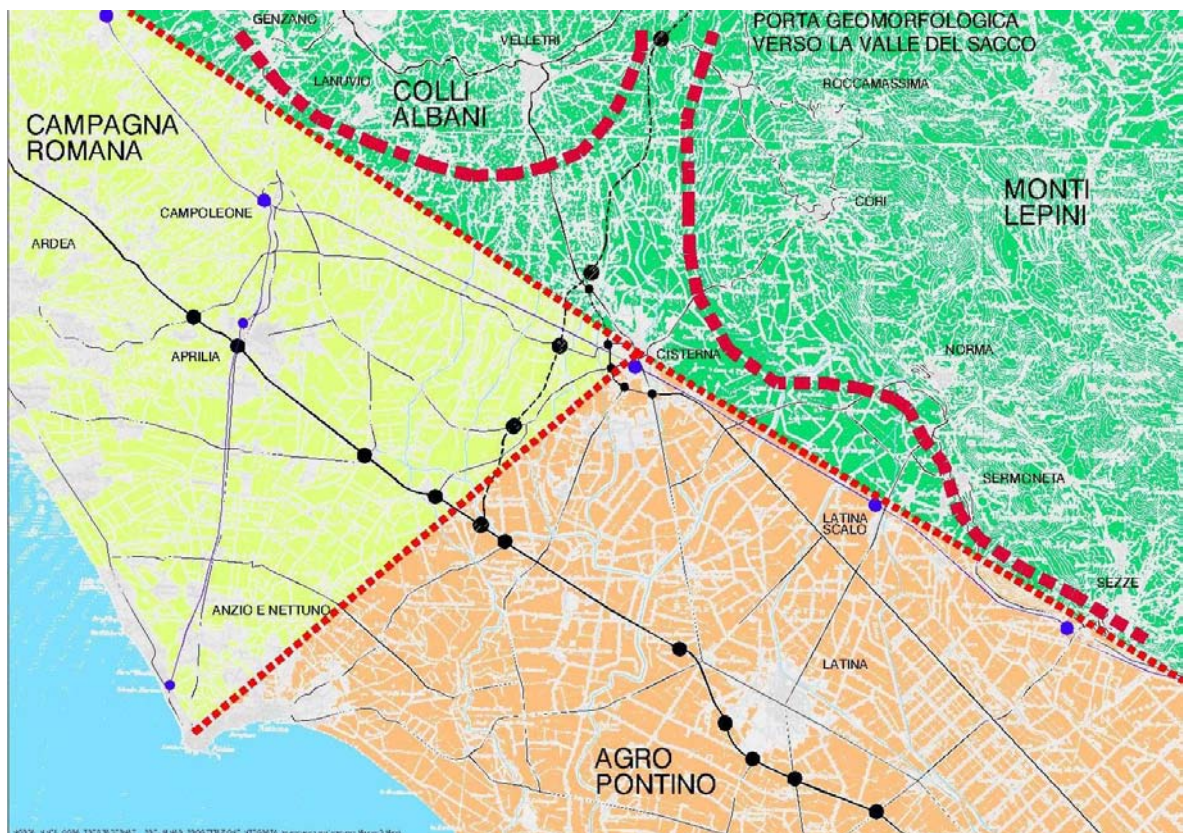 GENZANO
PORTA GEOMORFOLOGICA
VERSO LA VALLE DEL SACCO
VELLETRI
LANUVIO
COLLI
ALBANI
ROCCAMASSIMA
CAMPAGNA
ROMANA
MONTI
LEPINI
CORI
CAMPOLEONE
ARDEA
APRILIA
CISTERNA
NORMA
SERMONETA
LATINA
SCALO
SEZZE
ANZIO E NETTUNO
LATINA
AGRO
PONTINO